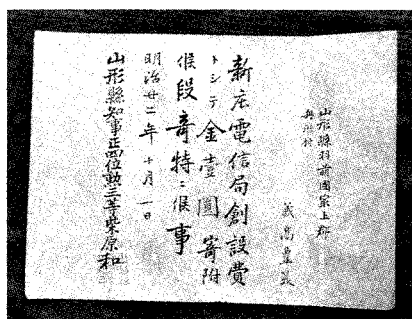 山形縣羽前國最上郡
舟形村
義高
新庄電信局創設費
トシテ金壹圓寄附
候段奇特ニ候事
明治廿二年十月一日
山形縣知事正四位勳三等柴原和